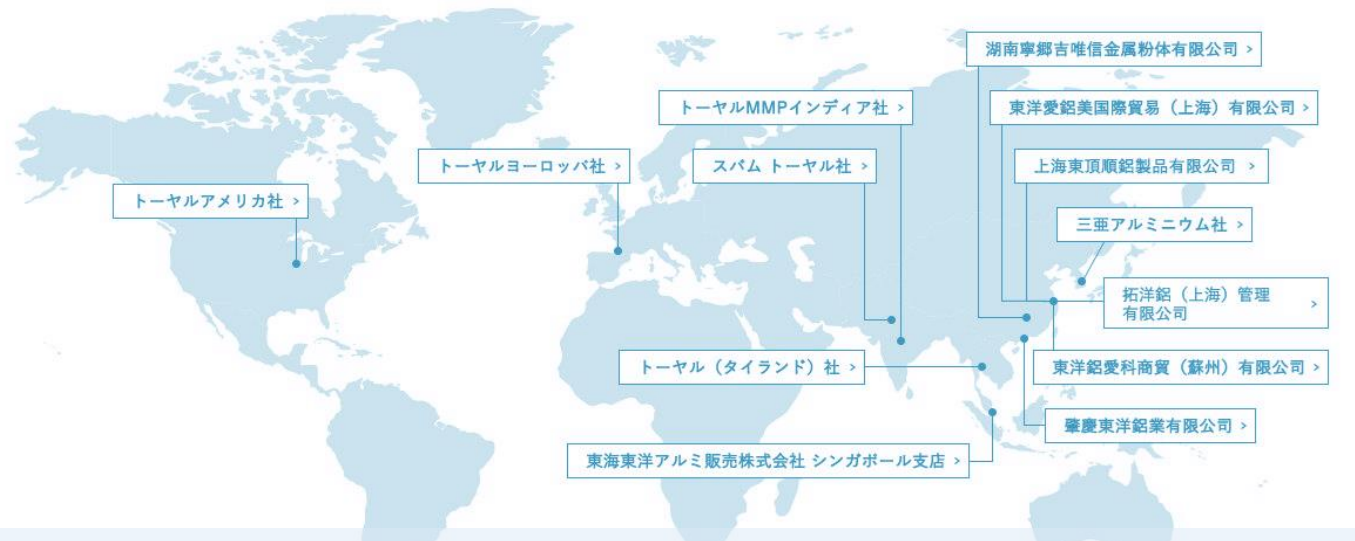 湖南寧郷吉唯信金属粉体有限公司 >
トーヤルMMPインディア社 >
東洋愛鋁美国際貿易（上海）有限公司 >
トーヤルヨーロッパ社 >
スバム トーヤル社 >
上海東頂順鋁製品有限公司 >
トーヤルアメリカ社 >
三亜アルミニウム社 >
拓洋鋁（上海）管理
有限公司 >
トーヤル（タイランド）社 >
東洋鋁愛科商貿（蘇州）有限公司 >
肇慶東洋鋁業有限公司 >
東海東洋アルミ販売株式会社 シンガポール支店 >